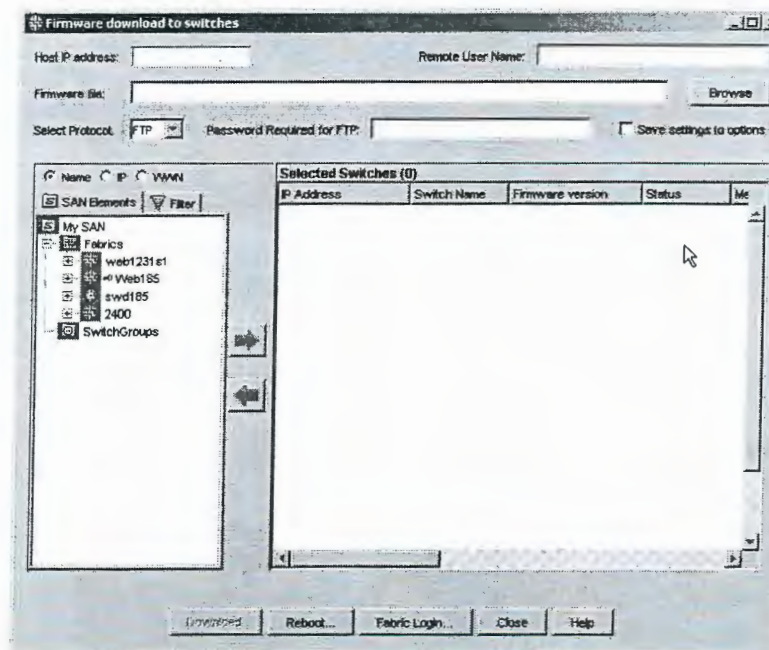 Firmware download to switches
Host IP address: Remote User Name:
Firmware file: Browse
Select Protocol: FTP Password Required for FTP: Save settings to options
Name IP WWN
SAN Elements Filter
My SAN
Fabrics
web1231s1
Web185
swd185
2400
SwitchGroups
Selected Switches (0)
IP Address Switch Name Firmware version Status Me
Download Reboot... Fabric Login... Close Help